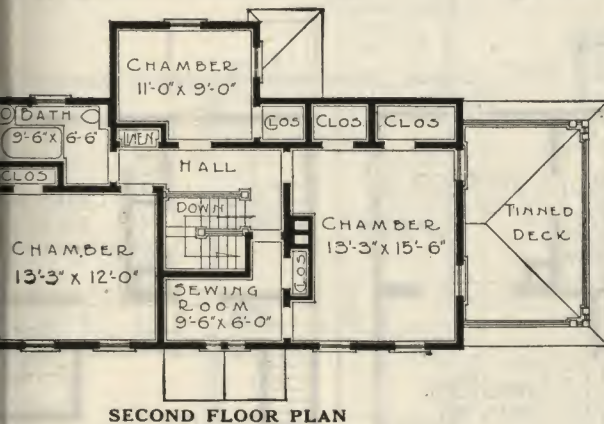 CHAMBER
11'-0" X 9'-0"
BATH
9'-6" X 6'-6"
LINEN
CLOS
CLOS
CLOS
CLOS
HALL
DOWN
CHAMBER
13'-3" X 12'-0"
CHAMBER
13'-3" X 15'-6"
CLOS
TINNED
DECK
SEWING
ROOM
9'-6" X 6'-0"
SECOND FLOOR PLAN